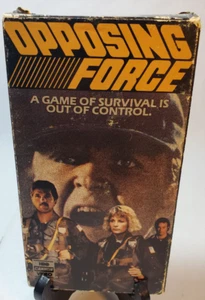 OPPOSING
FORCE
A GAME OF SURVIVAL IS
OUT OF CONTROL.